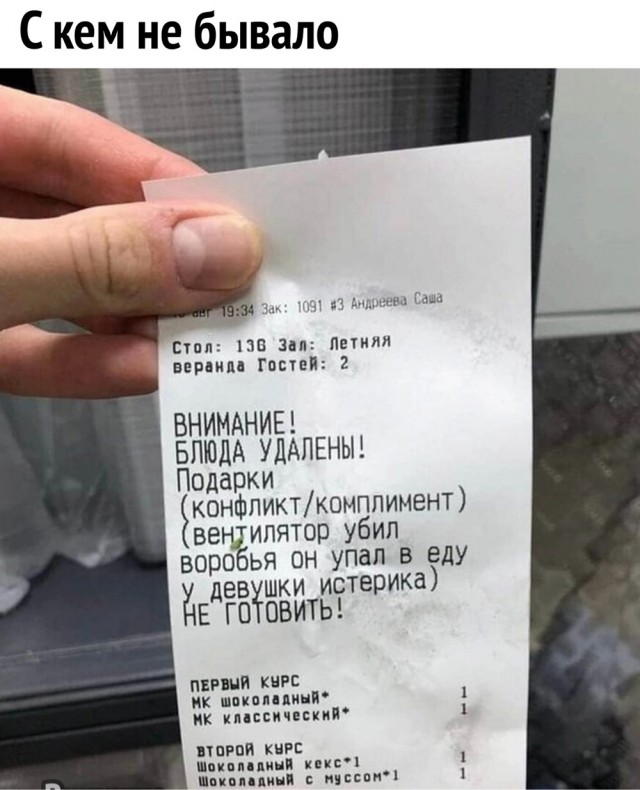 С кем не бывало
авг 19:34 Зак: 1091 #3 Андреева Саша
Стол: 136 Зал: Летняя
веранда Гостей: 2
ВНИМАНИЕ!
БЛЮДА УДАЛЕНЫ!
Подарки
(конфликт/комплимент)
(вентилятор убил
воробья он упал в еду
у девушки истерика)
НЕ ГОТОВИТЬ!
ПЕРВЫЙ КУРС
МК шоколадный* 1
МК классический* 1
ВТОРОЙ КУРС
Шоколадный кекс*1 1
Шоколадный с муссом*1 1